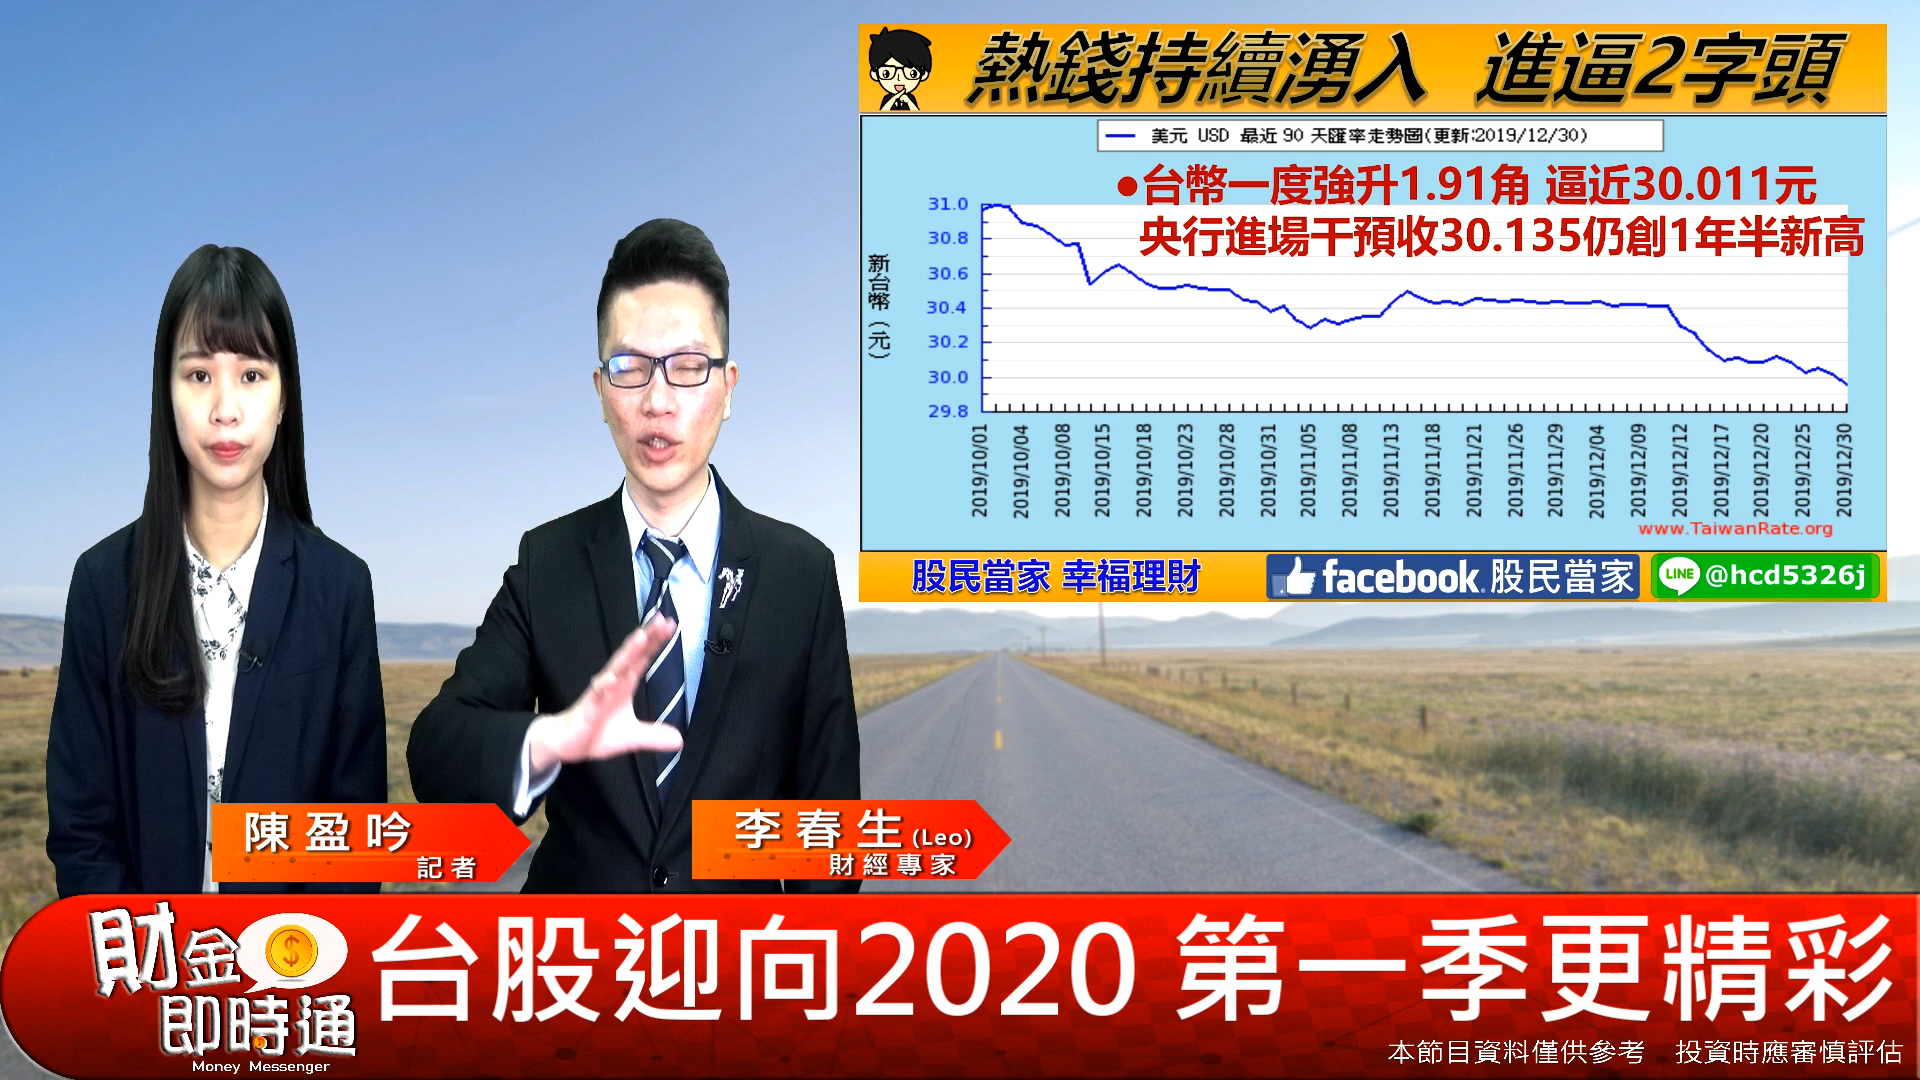 熱錢持續湧入 進逼2字頭
美元 USD 最近 90 天匯率走勢圖(更新:2019/12/30)
●台幣一度強升1.91角 逼近30.011元
央行進場干預收30.135仍創1年半新高
新台幣（元）
31.0
30.8
30.6
30.4
30.2
30.0
29.8
2019/10/01
2019/10/04
2019/10/08
2019/10/15
2019/10/18
2019/10/23
2019/10/28
2019/10/31
2019/11/05
2019/11/08
2019/11/13
2019/11/18
2019/11/21
2019/11/26
2019/11/29
2019/12/04
2019/12/09
2019/12/12
2019/12/17
2019/12/20
2019/12/25
2019/12/30
www.TaiwanRate.org
股民當家 幸福理財
facebook. 股民當家
LINE @hcd5326j
陳盈吟
記者
李春生(Leo)
財經專家
財金即時通
Money Messenger
台股迎向2020 第一季更精彩
本節目資料僅供參考 投資時應審慎評估